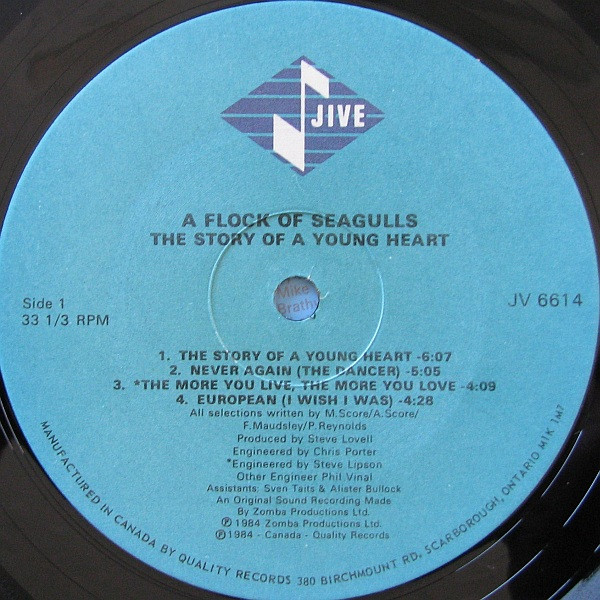 JIVE
A FLOCK OF SEAGULLS
THE STORY OF A YOUNG HEART
Side 1
33 1/3 RPM
JV 6614
Mike
Brath
1. THE STORY OF A YOUNG HEART -6:07
2. NEVER AGAIN (THE DANCER) -5:05
3. *THE MORE YOU LIVE, THE MORE YOU LOVE -4:09
4. EUROPEAN (I WISH I WAS) -4:28
All selections written by M.Score/A.Score/
F.Maudsley/P.Reynolds
Produced by Steve Lovell
Engineered by Chris Porter
*Engineered by Steve Lipson
Other Engineer Phil Vinal
Assistants: Sven Taits & Alister Bullock
An Original Sound Recording Made
By Zomba Productions Ltd.
℗ 1984 Zomba Productions Ltd.
℗ 1984 - Canada - Quality Records
MANUFACTURED IN CANADA BY QUALITY RECORDS 380 BIRCHMOUNT RD, SCARBOROUGH, ONTARIO M1K 1M7